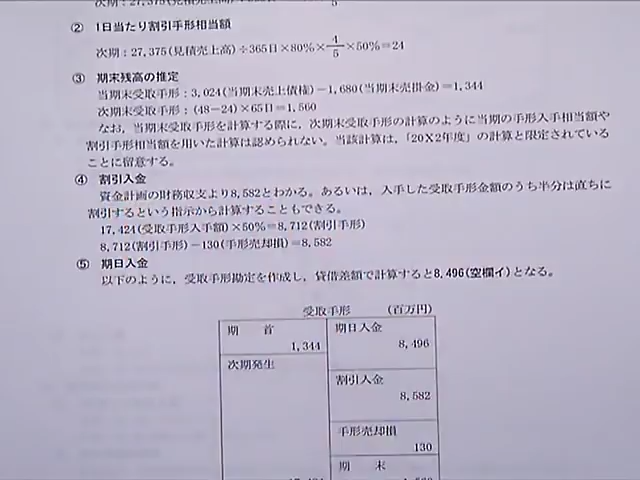 次期：27,375(見積売上高)
② 1日当たり割引手形相当額
次期：27,375(見積売上高)÷365日×80%×4/5×50%＝24
③ 期末残高の推定
当期末受取手形：3,024(当期末売上債権)－1,680(当期末売掛金)＝1,344
次期末受取手形：(48－24)×65日＝1,560
なお，当期末受取手形を計算する際に，次期末受取手形の計算のように当期の手形入手相当額や
割引手形相当額を用いた計算は認められない。当該計算は，「20X2年度」の計算と限定されている
ことに留意する。
④ 割引入金
資金計画の財務収支より8,582とわかる。あるいは，入手した受取手形金額のうち半分は直ちに
割引するという指示から計算することもできる。
17,424(受取手形入手額)×50%＝8,712(割引手形)
8,712(割引手形)－130(手形売却損)＝8,582
⑤ 期日入金
以下のように，受取手形勘定を作成し，貸借差額で計算すると8,496(空欄イ)となる。
受取手形 (百万円)
期 首 期日入金
1,344 8,496
次期発生
割引入金
8,582
手形売却損
130
期 末